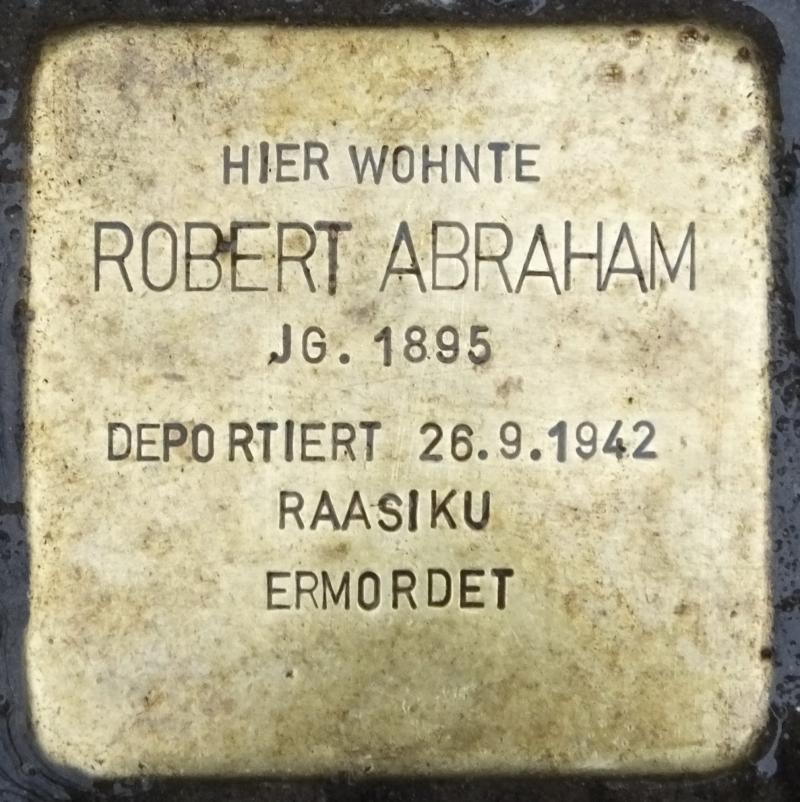 HIER WOHNTE
ROBERT ABRAHAM
JG. 1895
DEPORTIERT 26.9.1942
RAASIKU
ERMORDET